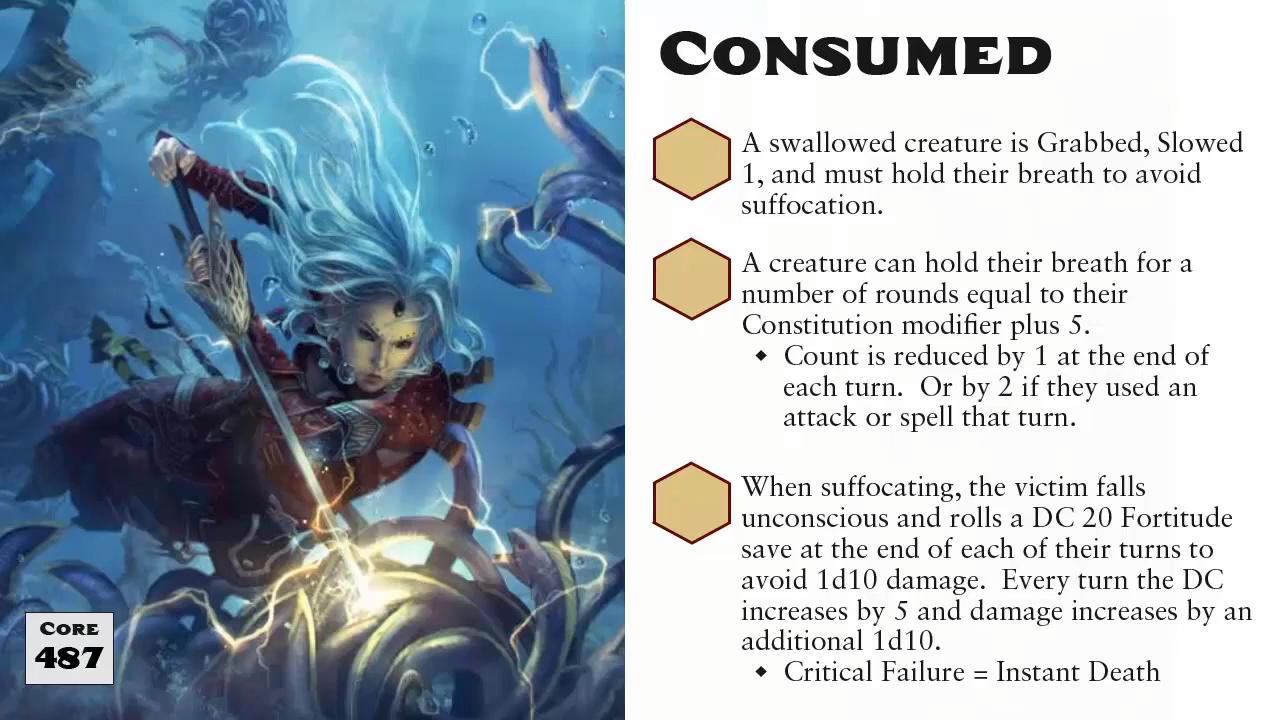 CONSUMED
A swallowed creature is Grabbed, Slowed
1, and must hold their breath to avoid
suffocation.
A creature can hold their breath for a
number of rounds equal to their
Constitution modifier plus 5.
◆ Count is reduced by 1 at the end of
each turn.  Or by 2 if they used an
attack or spell that turn.
When suffocating, the victim falls
unconscious and rolls a DC 20 Fortitude
save at the end of each of their turns to
avoid 1d10 damage.  Every turn the DC
increases by 5 and damage increases by an
additional 1d10.
◆ Critical Failure = Instant Death
CORE
487